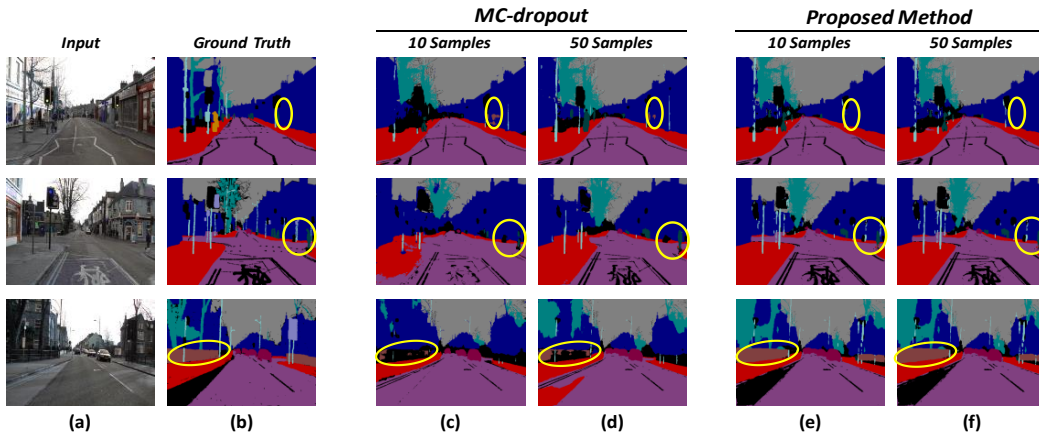 MC-dropout Proposed Method
Input Ground Truth 10 Samples 50 Samples 10 Samples 50 Samples
(a) (b) (c) (d) (e) (f)